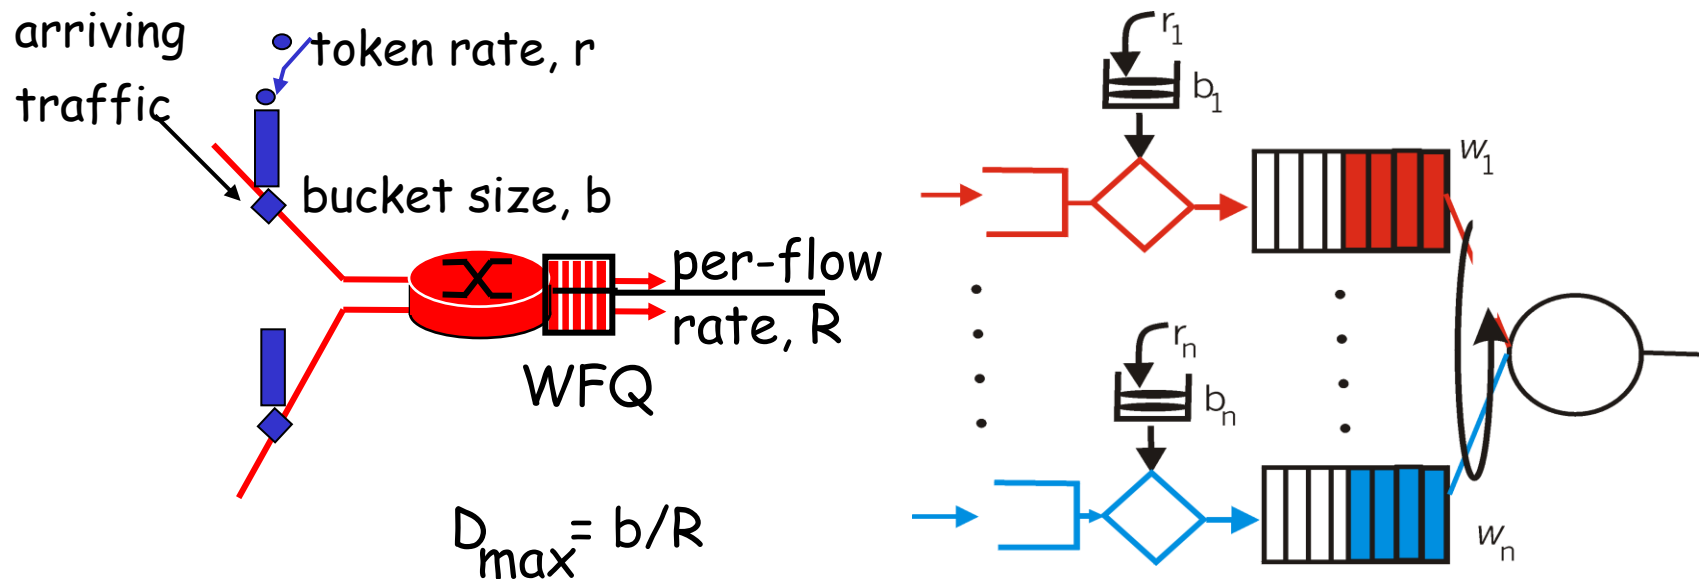 arriving
traffic
token rate, r
bucket size, b
per-flow
rate, R
WFQ
Dmax= b/R
r1
b1
w1
rn
bn
wn